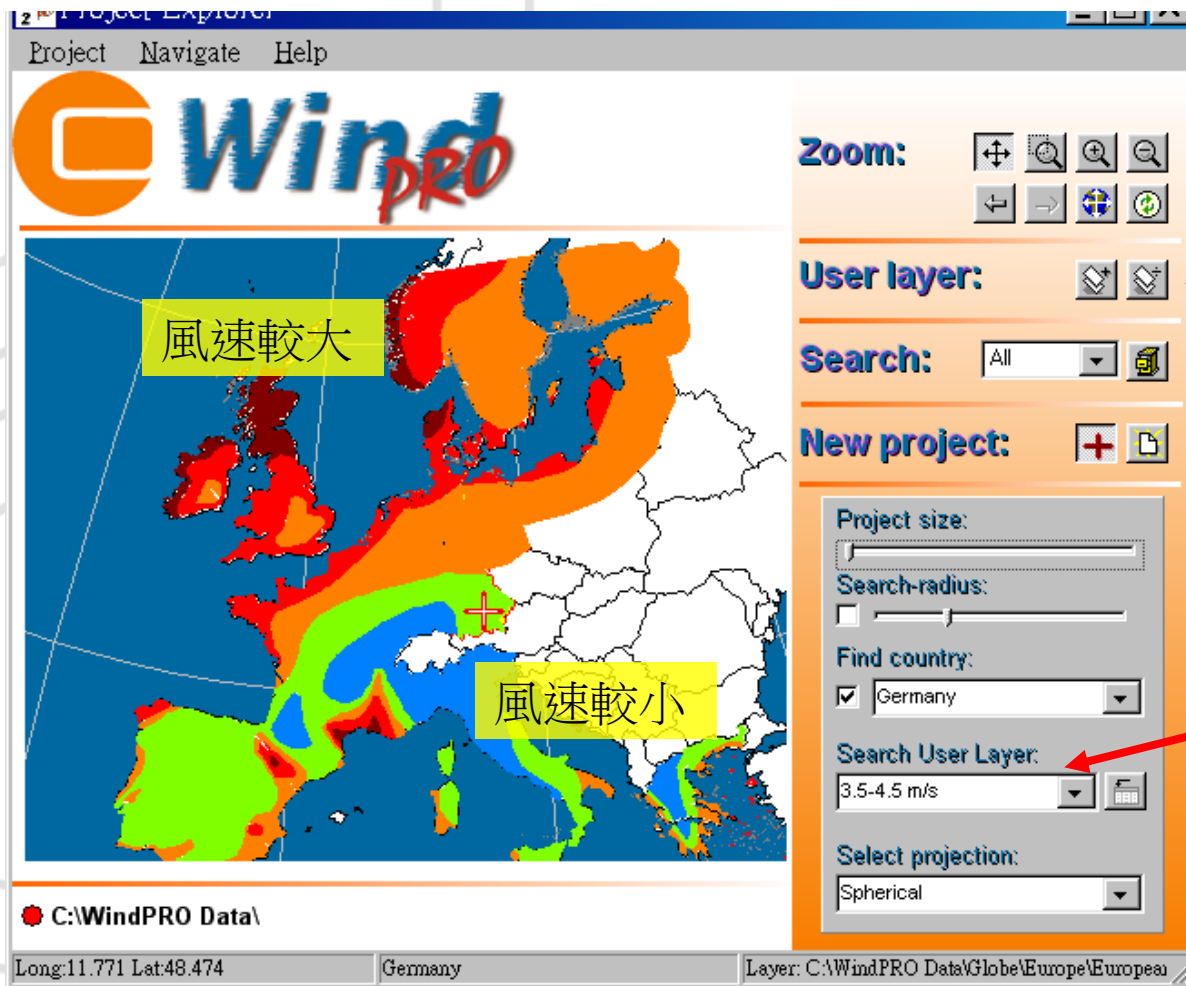 Project Explorer
Project Navigate Help
Wind
PRO
Zoom:
User layer:
Search: All
New project:
風速較大
風速較小
Project size:
Search-radius:
Find country:
Germany
Search User Layer:
3.5-4.5 m/s
Select projection:
Spherical
C:\WindPRO Data\
Long:11.771 Lat:48.474 Germany Layer: C:\WindPRO Data\Globe\Europe\European